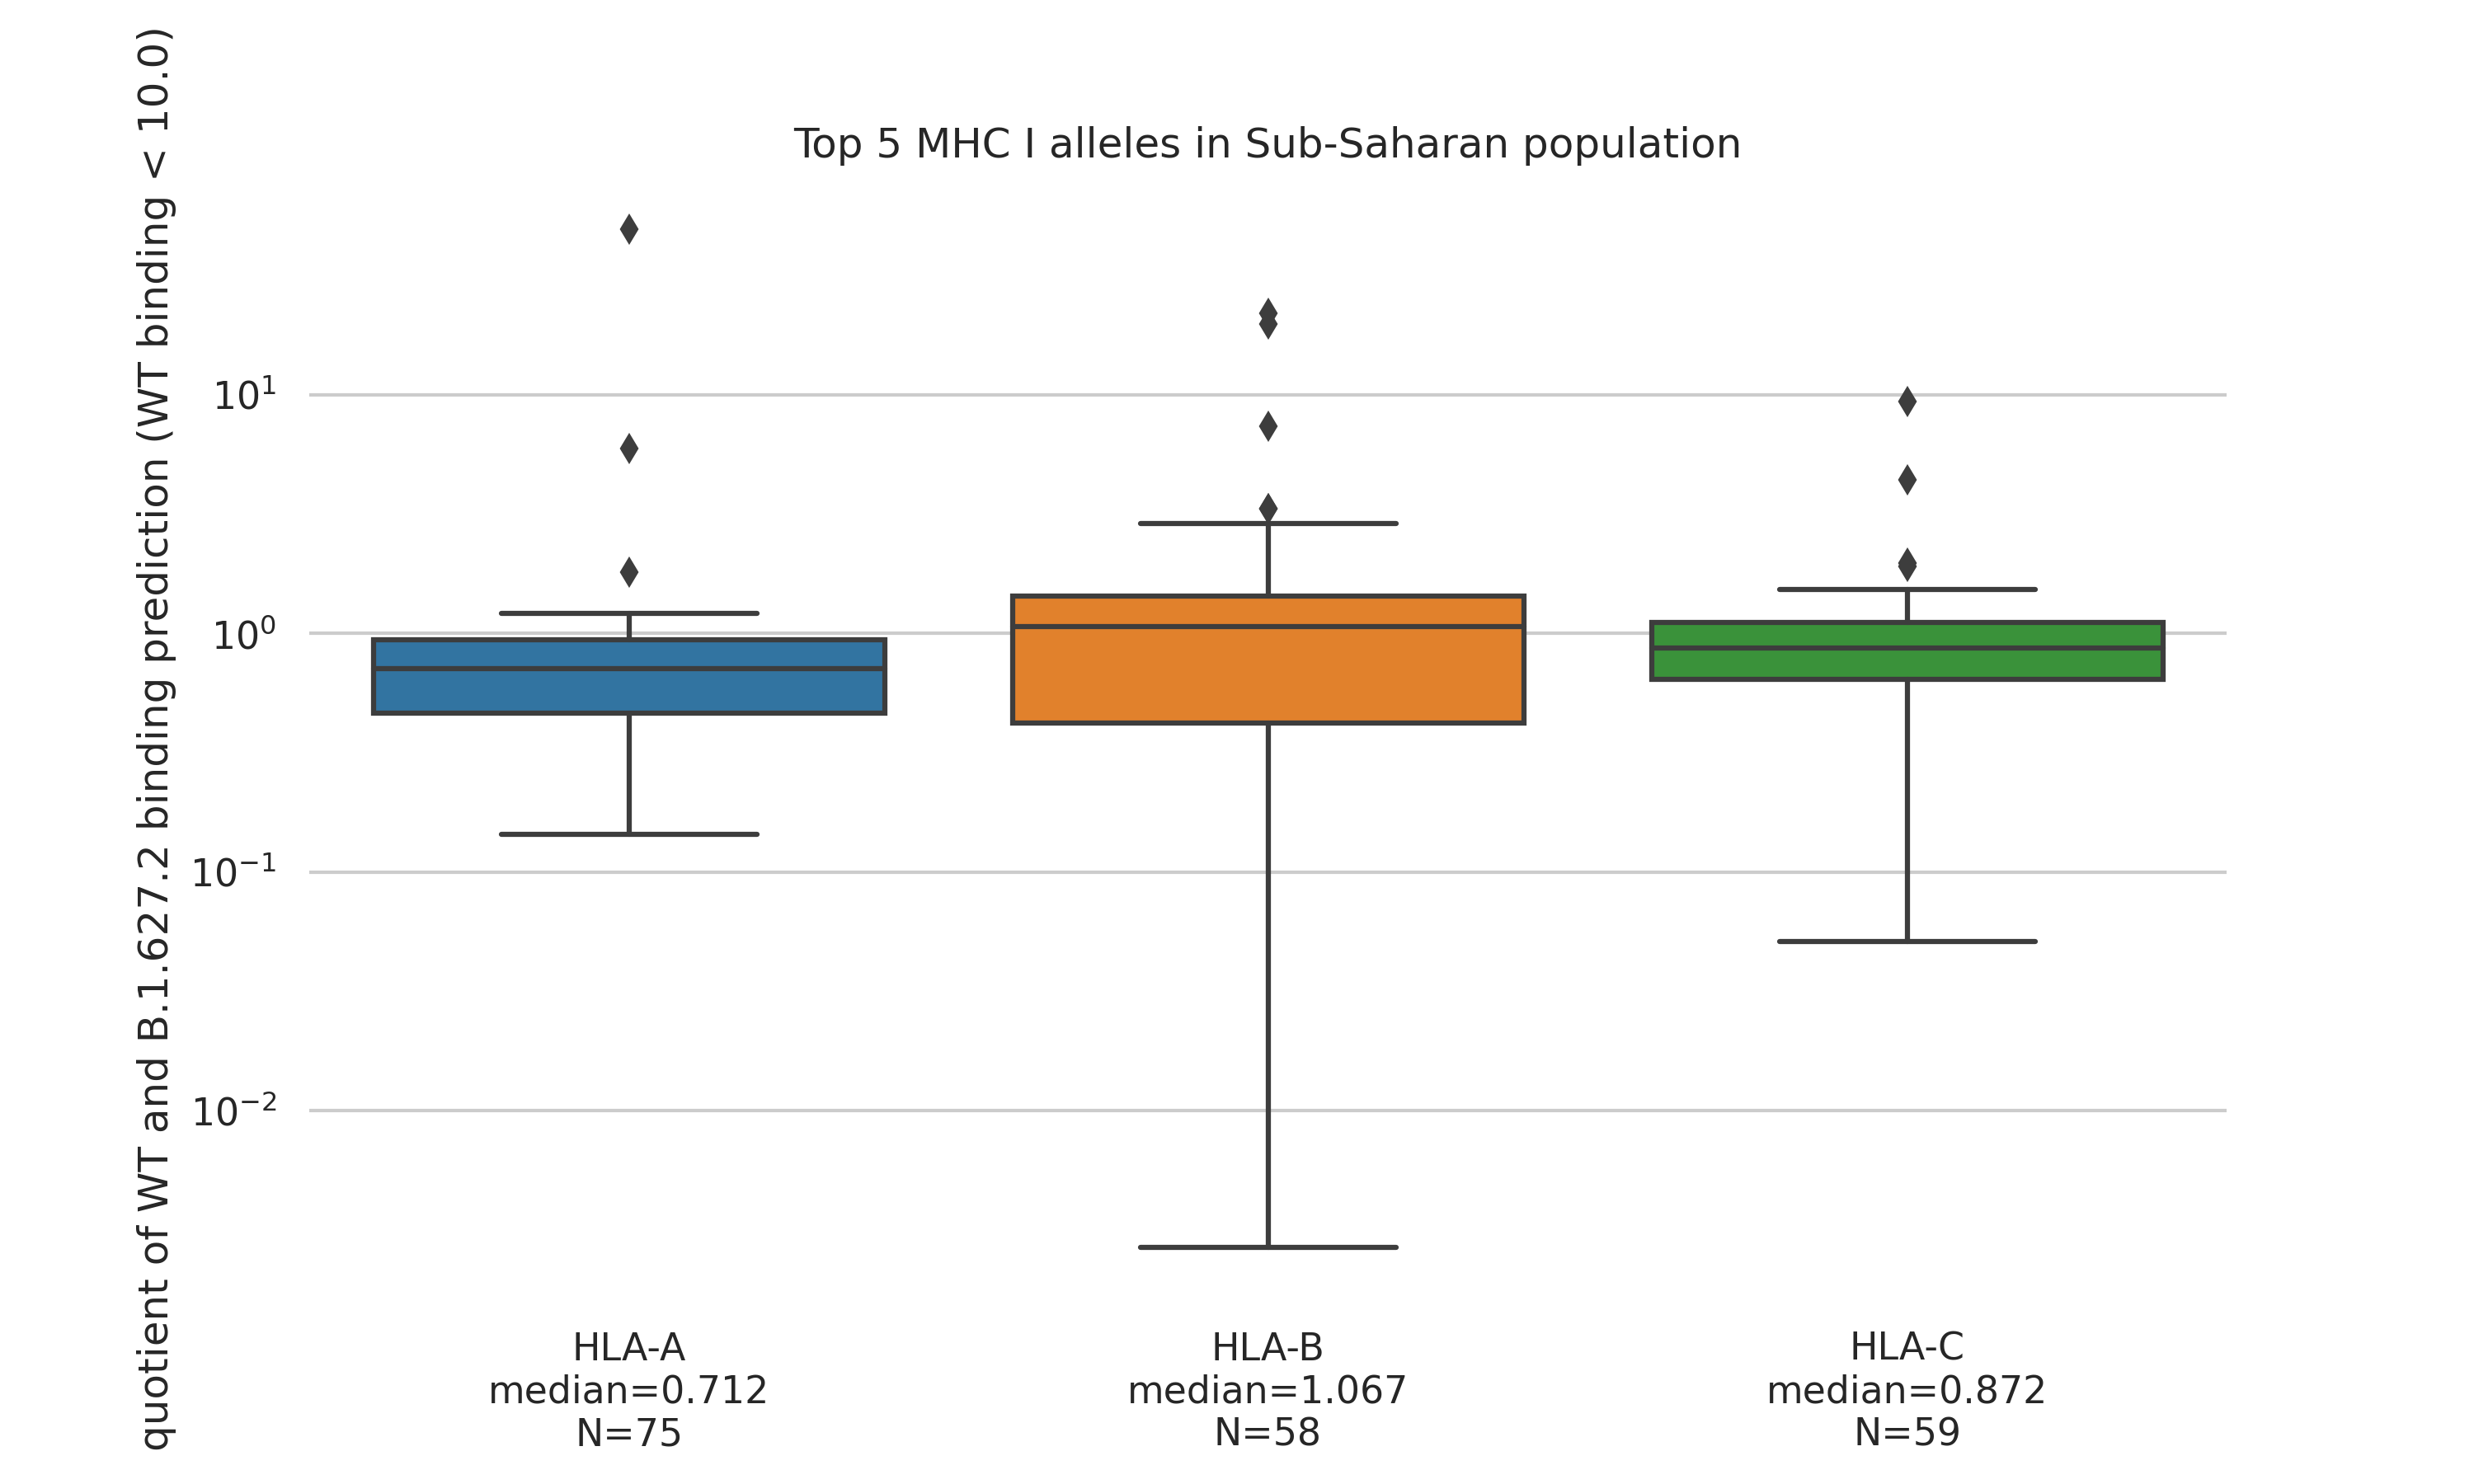 Top 5 MHC I alleles in Sub-Saharan population
quotient of WT and B.1.627.2 binding prediction (WT binding < 10.0)
10¹
10⁰
10⁻¹
10⁻²
HLA-A
median=0.712
N=75
HLA-B
median=1.067
N=58
HLA-C
median=0.872
N=59